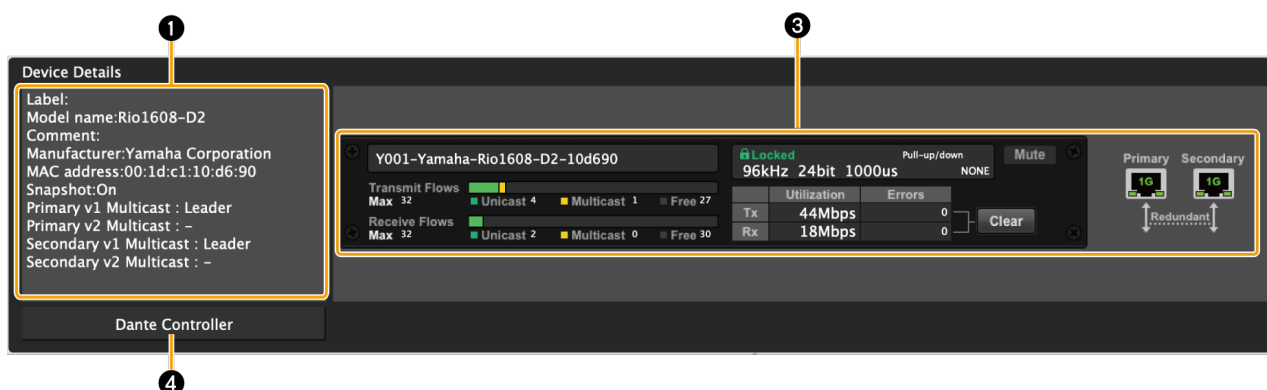 1
3
Device Details
Label:
Model name:Rio1608-D2
Comment:
Manufacturer:Yamaha Corporation
MAC address:00:1d:c1:10:d6:90
Snapshot:On
Primary v1 Multicast : Leader
Primary v2 Multicast : -
Secondary v1 Multicast : Leader
Secondary v2 Multicast : -
Y001-Yamaha-Rio1608-D2-10d690
Transmit Flows
Max 32 Unicast 4 Multicast 1 Free 27
Receive Flows
Max 32 Unicast 2 Multicast 0 Free 30
Locked Pull-up/down
96kHz 24bit 1000us NONE
Utilization Errors
Tx 44Mbps 0
Rx 18Mbps 0
Clear
Mute
Primary Secondary
1G 1G
Redundant
Dante Controller
4